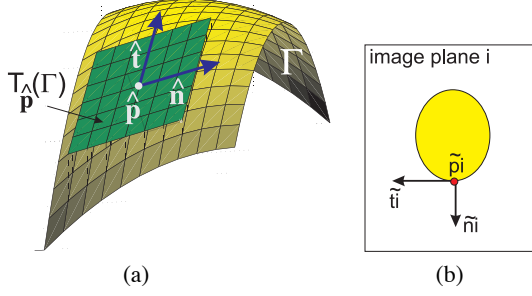 t̂
Γ
T_p̂(Γ)
n̂
p̂
(a)
image plane i
p̃i
t̃i
ñi
(b)